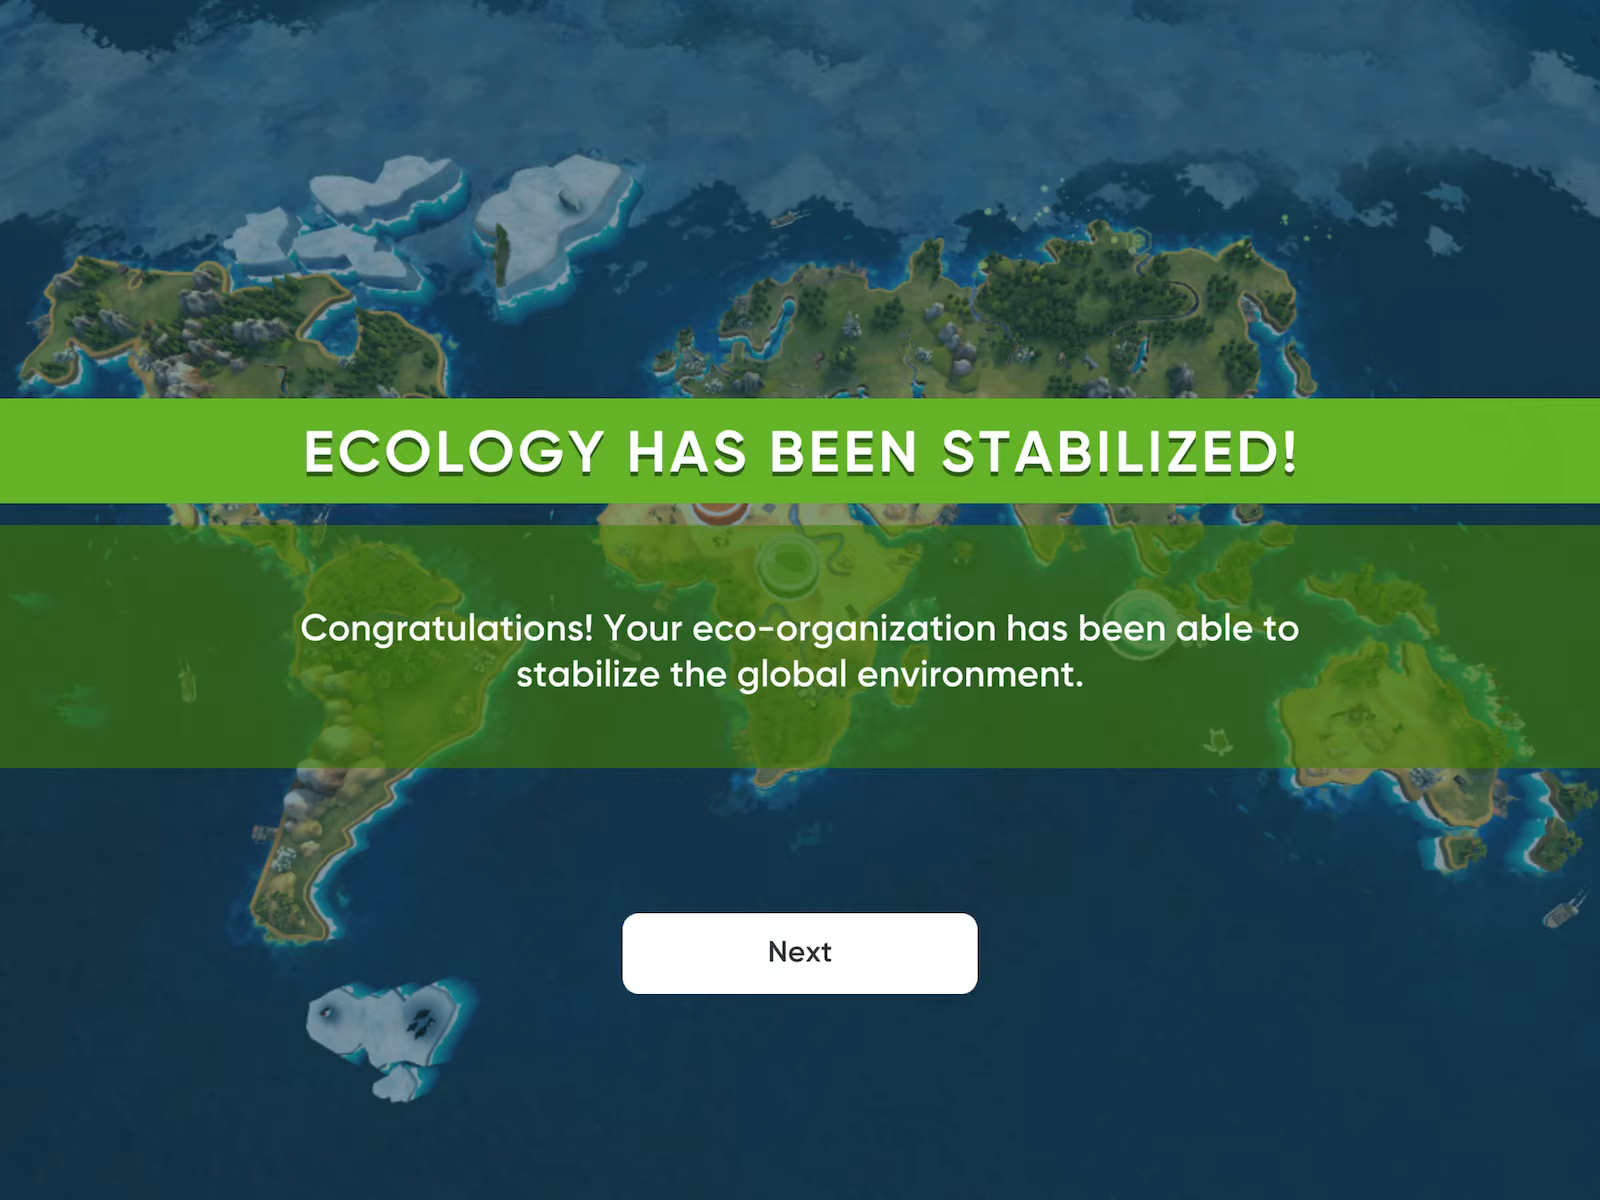 ECOLOGY HAS BEEN STABILIZED!
Congratulations! Your eco-organization has been able to
stabilize the global environment.
Next